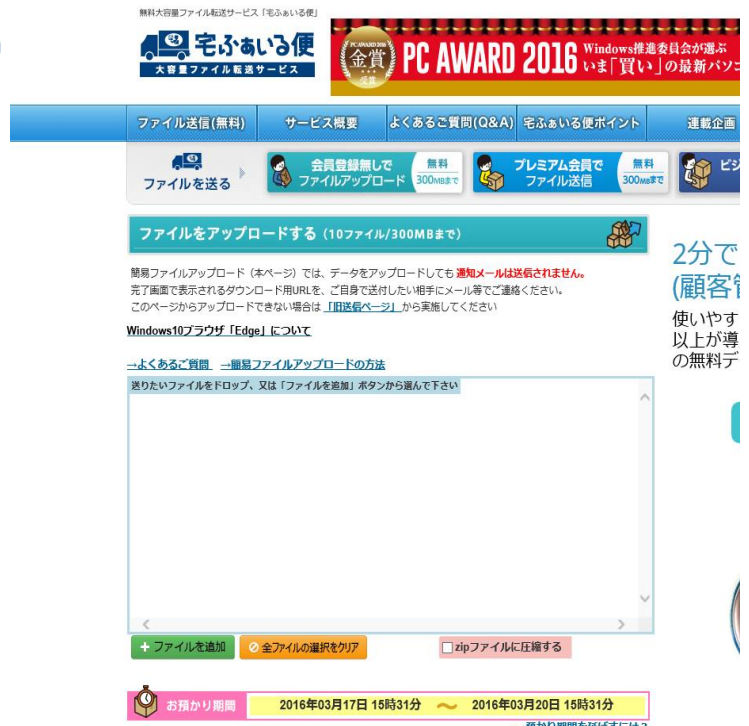 無料大容量ファイル転送サービス「宅ふぁいる便」
宅ふぁいる便
大容量ファイル転送サービス
PC AWARD 2016
金賞
受賞
PC AWARD 2016
Windows推進委員会が選ぶ
いま「買い」の最新パソコ
ファイル送信(無料)
サービス概要
よくあるご質問(Q&A)
宅ふぁいる便ポイント
連載企画
ファイルを送る
会員登録無しで
ファイルアップロード
無料
300MBまで
プレミアム会員で
ファイル送信
無料
300MBまで
ビジ
ファイルをアップロードする（10ファイル/300MBまで）
簡易ファイルアップロード（本ページ）では、データをアップロードしても通知メールは送信されません。
完了画面で表示されるダウンロード用URLを、ご自身で送付したい相手にメール等でご連絡ください。
このページからアップロードできない場合は「旧送信ページ」から実施してください
Windows10ブラウザ「Edge」について
→よくあるご質問 →簡易ファイルアップロードの方法
送りたいファイルをドロップ、又は「ファイルを追加」ボタンから選んで下さい
+ ファイルを追加
全ファイルの選択をクリア
zipファイルに圧縮する
お預かり期間
2016年03月17日 15時31分 ～ 2016年03月20日 15時31分
預かり期間を延ばすには？
2分で
(顧客管
使いやす
以上が導
の無料デ